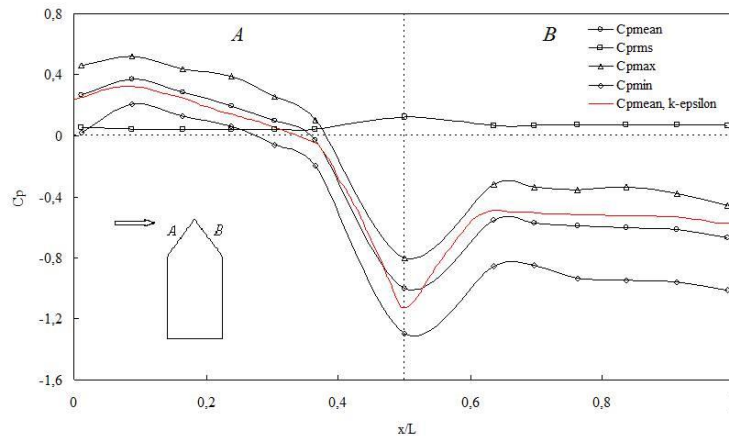 0,8
0,4
0
-0,4
-0,8
-1,2
-1,6
Cp
A
B
Cpmean
Cprms
Cpmax
Cpmin
Cpmean, k-epsilon
A
B
0
0,2
0,4
0,6
0,8
x/L